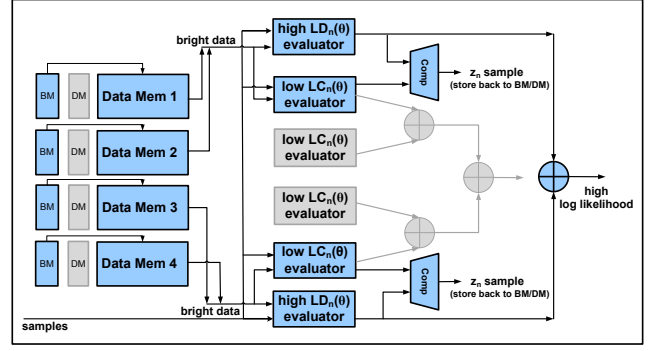 high LDn(θ)
evaluator
bright data
Comp
zn sample
(store back to BM/DM)
BM
DM
Data Mem 1
low LCn(θ)
evaluator
BM
DM
Data Mem 2
low LCn(θ)
evaluator
BM
DM
Data Mem 3
low LCn(θ)
evaluator
high
log likelihood
BM
DM
Data Mem 4
low LCn(θ)
evaluator
Comp
zn sample
(store back to BM/DM)
bright data
high LDn(θ)
evaluator
samples